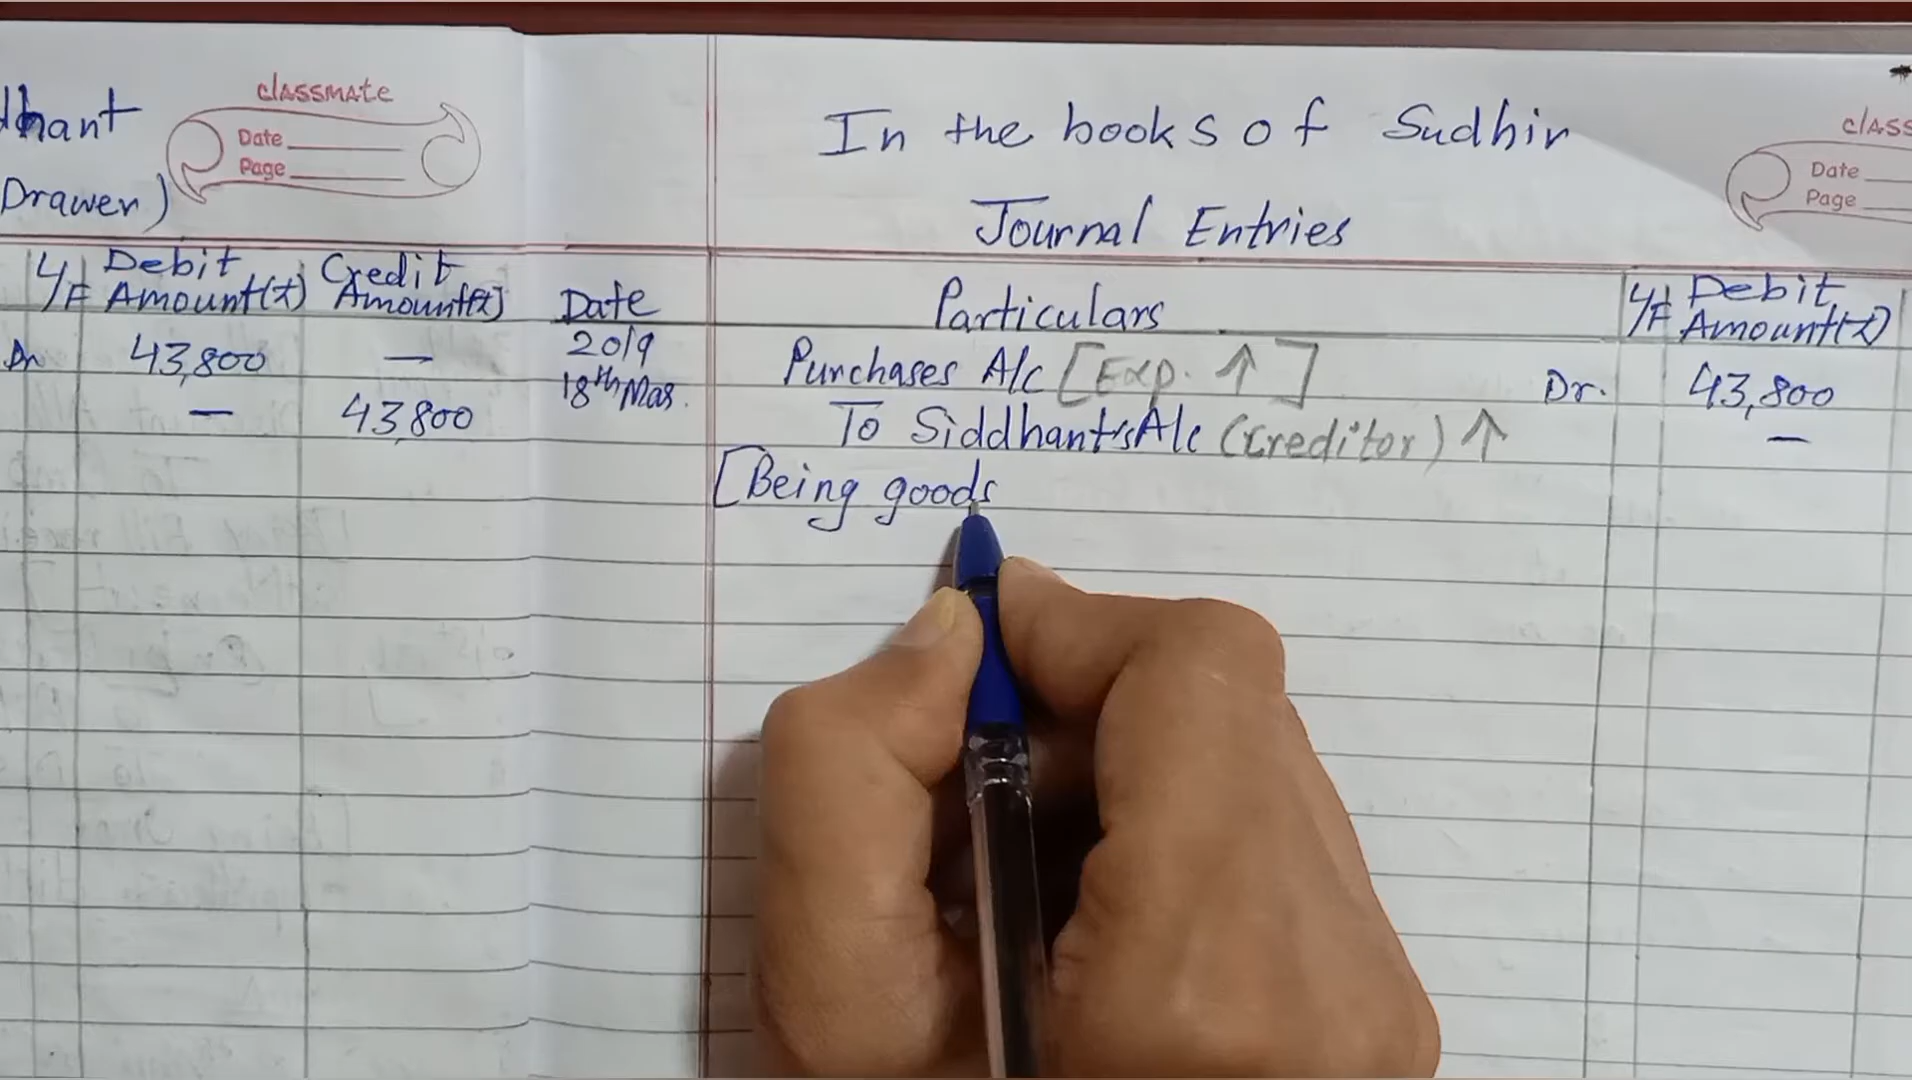 dhant
Drawer)
classmate
Date
Page
L/F Debit Amount(₹) Credit Amount(₹)
Dr 43,800 —
— 43,800
In the books of Sudhir
Journal Entries
class
Date
Page
Date Particulars L/F Debit Amount(₹)
2019
18th Mar. Purchases A/c [Exp. ↑] Dr. 43,800
To Siddhant's A/c (Creditor) ↑ —
[Being goods